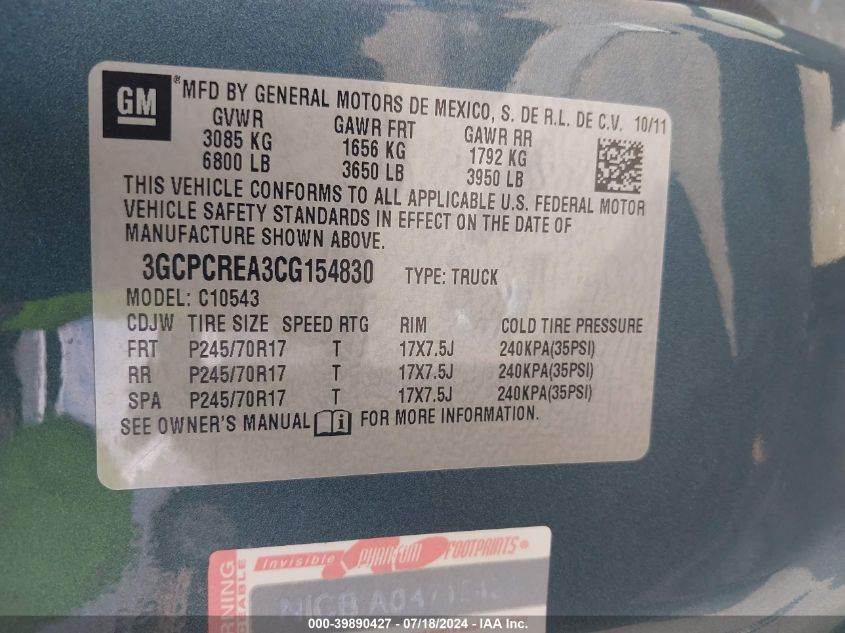 GM
® MFD BY GENERAL MOTORS DE MEXICO, S. DE R.L. DE C.V. 10/11
GVWR GAWR FRT GAWR RR
3085 KG 1656 KG 1792 KG
6800 LB 3650 LB 3950 LB
THIS VEHICLE CONFORMS TO ALL APPLICABLE U.S. FEDERAL MOTOR
VEHICLE SAFETY STANDARDS IN EFFECT ON THE DATE OF
MANUFACTURE SHOWN ABOVE.
3GCPCREA3CG154830 TYPE: TRUCK
MODEL: C10543
CDJW TIRE SIZE SPEED RTG RIM COLD TIRE PRESSURE
FRT P245/70R17 T 17X7.5J 240KPA(35PSI)
RR P245/70R17 T 17X7.5J 240KPA(35PSI)
SPA P245/70R17 T 17X7.5J 240KPA(35PSI)
SEE OWNER'S MANUAL i FOR MORE INFORMATION.
Invisible PHANTOM FOOTPRINTS
NICB
000-39890427 - 07/18/2024 - IAA Inc.